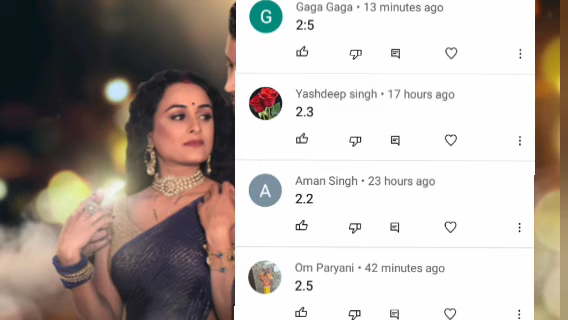 G
Gaga Gaga • 13 minutes ago
2:5
Yashdeep singh • 17 hours ago
2.3
A
Aman Singh • 23 hours ago
2.2
Om Paryani • 42 minutes ago
2.5